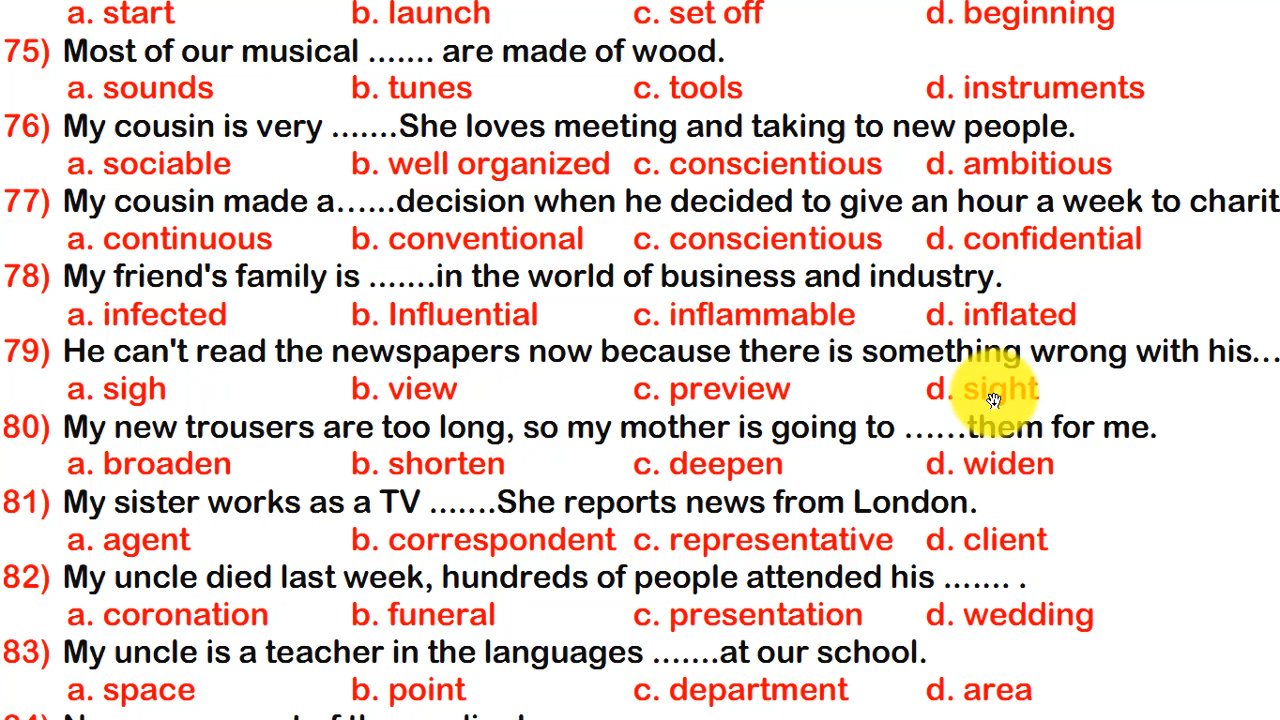 a. start b. launch c. set off d. beginning
75) Most of our musical ....... are made of wood.
a. sounds b. tunes c. tools d. instruments
76) My cousin is very .......She loves meeting and taking to new people.
a. sociable b. well organized c. conscientious d. ambitious
77) My cousin made a......decision when he decided to give an hour a week to charit
a. continuous b. conventional c. conscientious d. confidential
78) My friend's family is .......in the world of business and industry.
a. infected b. Influential c. inflammable d. inflated
79) He can't read the newspapers now because there is something wrong with his...
a. sigh b. view c. preview d. sight
80) My new trousers are too long, so my mother is going to ......them for me.
a. broaden b. shorten c. deepen d. widen
81) My sister works as a TV .......She reports news from London.
a. agent b. correspondent c. representative d. client
82) My uncle died last week, hundreds of people attended his ....... .
a. coronation b. funeral c. presentation d. wedding
83) My uncle is a teacher in the languages .......at our school.
a. space b. point c. department d. area